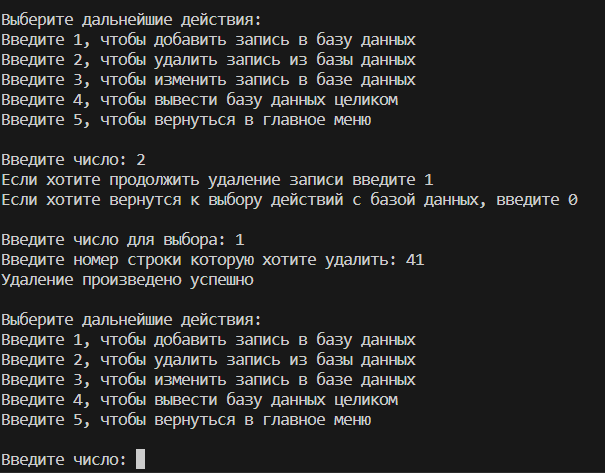 Выберите дальнейшие действия:
Введите 1, чтобы добавить запись в базу данных
Введите 2, чтобы удалить запись из базы данных
Введите 3, чтобы изменить запись в базе данных
Введите 4, чтобы вывести базу данных целиком
Введите 5, чтобы вернуться в главное меню
Введите число: 2
Если хотите продолжить удаление записи введите 1
Если хотите вернутся к выбору действий с базой данных, введите 0
Введите число для выбора: 1
Введите номер строки которую хотите удалить: 41
Удаление произведено успешно
Выберите дальнейшие действия:
Введите 1, чтобы добавить запись в базу данных
Введите 2, чтобы удалить запись из базы данных
Введите 3, чтобы изменить запись в базе данных
Введите 4, чтобы вывести базу данных целиком
Введите 5, чтобы вернуться в главное меню
Введите число: